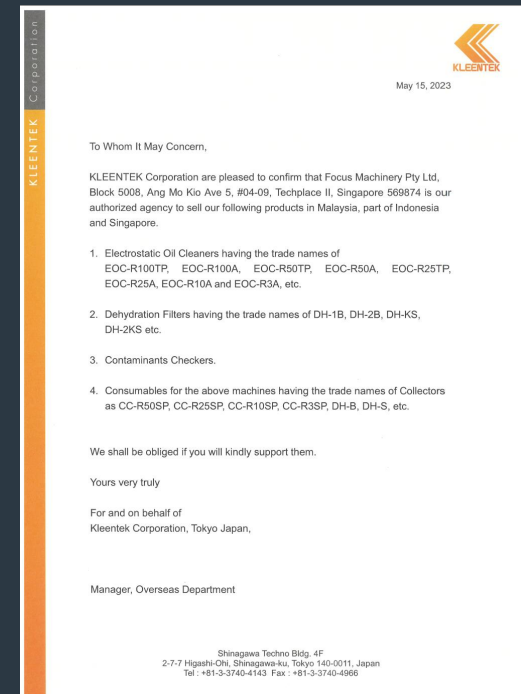 KLEENTEK Corporation
KLEENTEK
May 15, 2023
To Whom It May Concern,
KLEENTEK Corporation are pleased to confirm that Focus Machinery Pty Ltd,
Block 5008, Ang Mo Kio Ave 5, #04-09, Techplace II, Singapore 569874 is our
authorized agency to sell our following products in Malaysia, part of Indonesia
and Singapore.
1. Electrostatic Oil Cleaners having the trade names of
EOC-R100TP, EOC-R100A, EOC-R50TP, EOC-R50A, EOC-R25TP,
EOC-R25A, EOC-R10A and EOC-R3A, etc.
2. Dehydration Filters having the trade names of DH-1B, DH-2B, DH-KS,
DH-2KS etc.
3. Contaminants Checkers.
4. Consumables for the above machines having the trade names of Collectors
as CC-R50SP, CC-R25SP, CC-R10SP, CC-R3SP, DH-B, DH-S, etc.
We shall be obliged if you will kindly support them.
Yours very truly
For and on behalf of
Kleentek Corporation, Tokyo Japan,
Manager, Overseas Department
Shinagawa Techno Bldg. 4F
2-7-7 Higashi-Ohi, Shinagawa-ku, Tokyo 140-0011, Japan
Tel : +81-3-3740-4143 Fax : +81-3-3740-4966